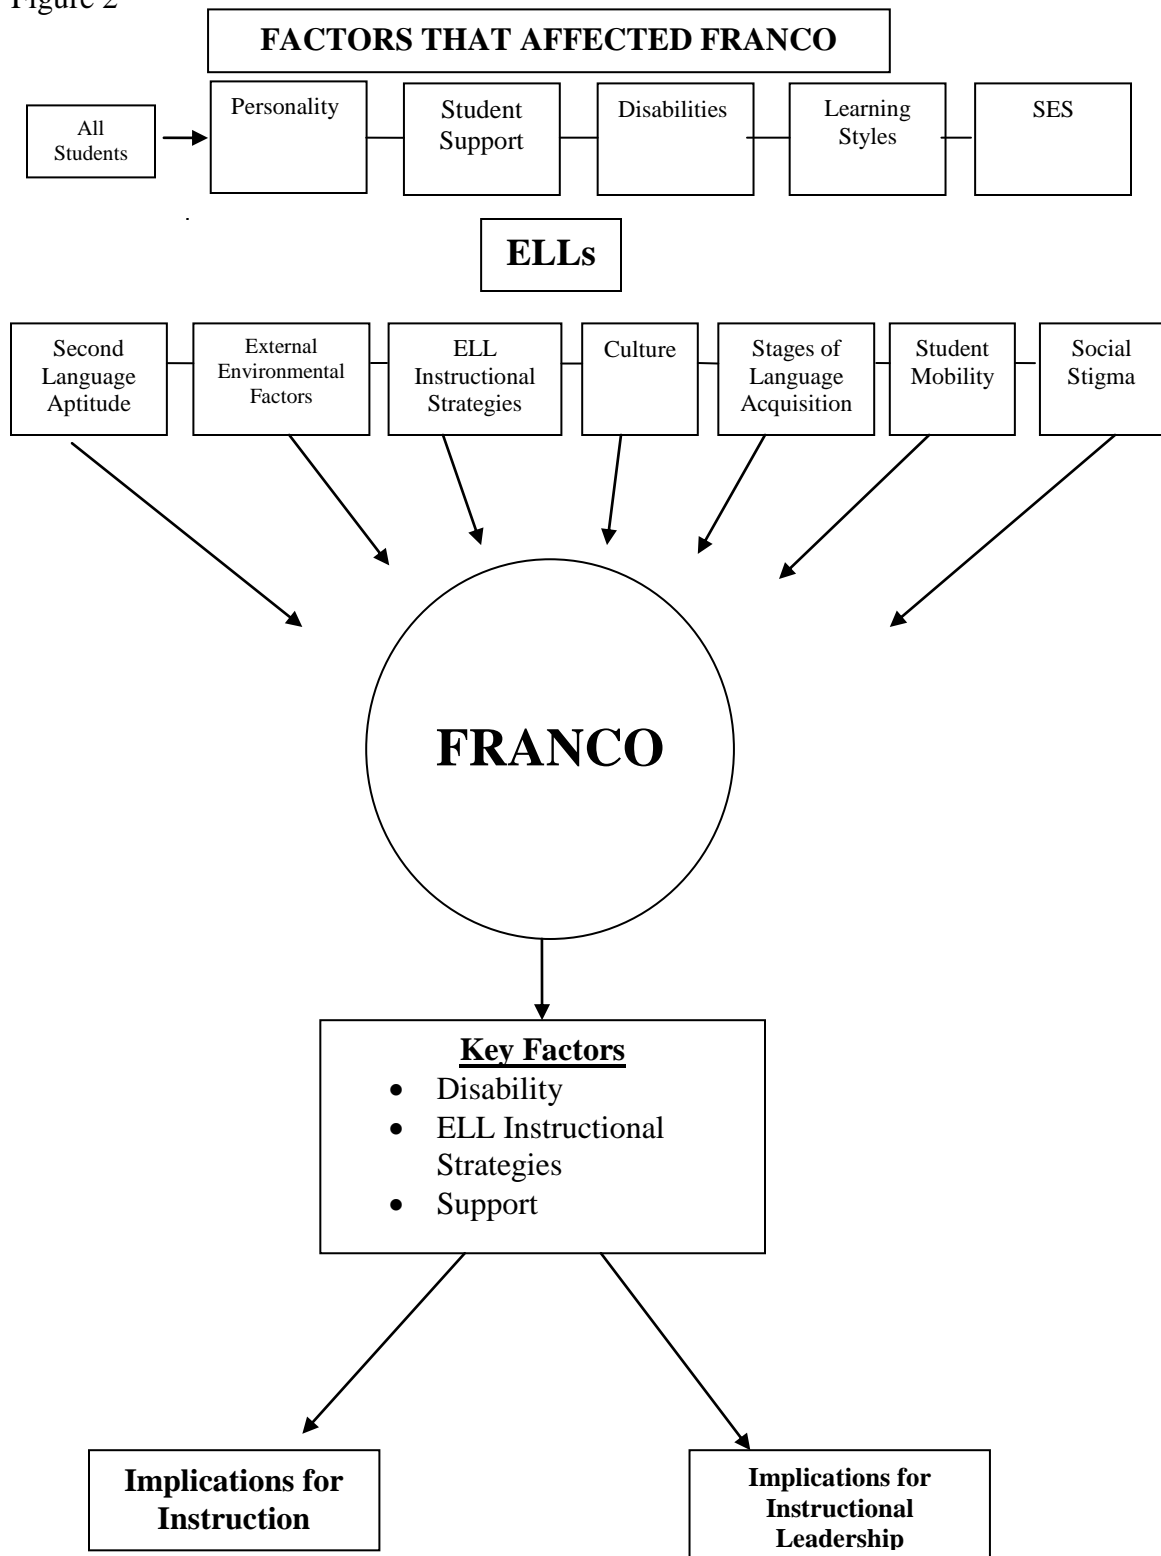 Figure 2
FACTORS THAT AFFECTED FRANCO
All
Students
Personality
Student
Support
Disabilities
Learning
Styles
SES
ELLs
Second
Language
Aptitude
External
Environmental
Factors
ELL
Instructional
Strategies
Culture
Stages of
Language
Acquisition
Student
Mobility
Social
Stigma
FRANCO
Key Factors
• Disability
• ELL Instructional
Strategies
• Support
Implications for
Instruction
Implications for
Instructional
Leadership